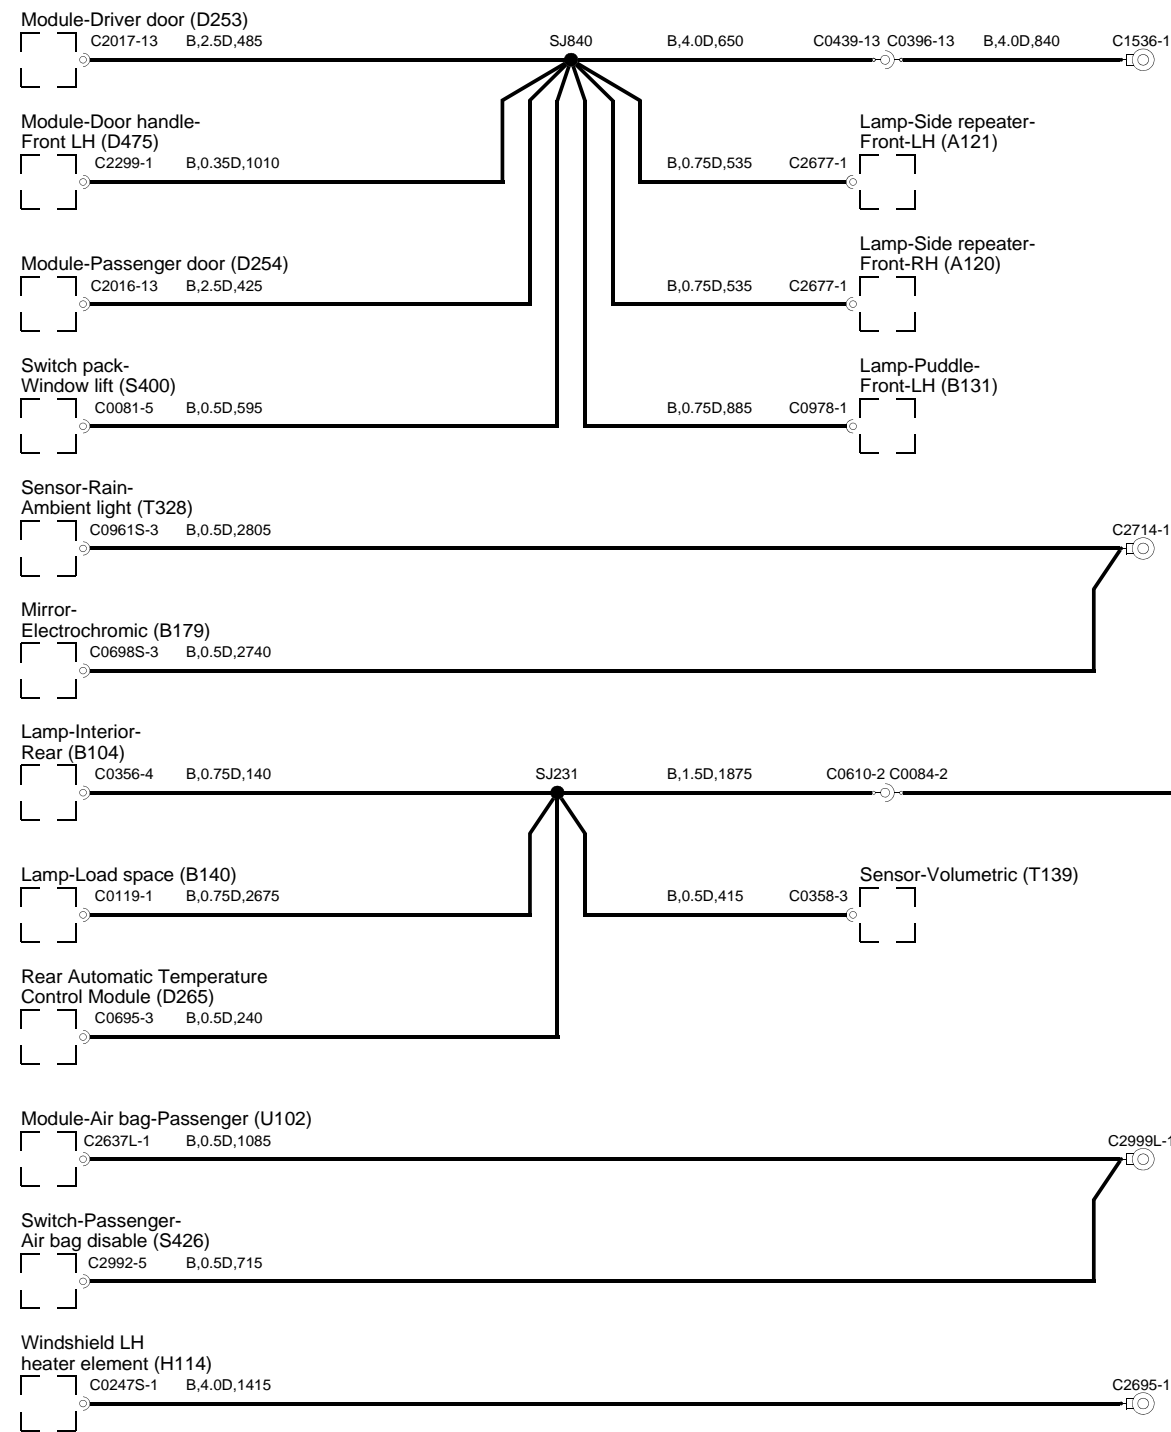 Module-Driver door (D253)
C2017-13 B,2.5D,485 SJ840 B,4.0D,650 C0439-13 C0396-13 B,4.0D,840 C1536-1
Module-Door handle-
Front LH (D475)
C2299-1 B,0.35D,1010
Lamp-Side repeater-
Front-LH (A121)
B,0.75D,535 C2677-1
Module-Passenger door (D254)
C2016-13 B,2.5D,425
Lamp-Side repeater-
Front-RH (A120)
B,0.75D,535 C2677-1
Switch pack-
Window lift (S400)
C0081-5 B,0.5D,595
Lamp-Puddle-
Front-LH (B131)
B,0.75D,885 C0978-1
Sensor-Rain-
Ambient light (T328)
C0961S-3 B,0.5D,2805 C2714-1
Mirror-
Electrochromic (B179)
C0698S-3 B,0.5D,2740
Lamp-Interior-
Rear (B104)
C0356-4 B,0.75D,140 SJ231 B,1.5D,1875 C0610-2 C0084-2
Lamp-Load space (B140)
C0119-1 B,0.75D,2675
Sensor-Volumetric (T139)
B,0.5D,415 C0358-3
Rear Automatic Temperature
Control Module (D265)
C0695-3 B,0.5D,240
Module-Air bag-Passenger (U102)
C2637L-1 B,0.5D,1085 C2999L-1
Switch-Passenger-
Air bag disable (S426)
C2992-5 B,0.5D,715
Windshield LH
heater element (H114)
C0247S-1 B,4.0D,1415 C2695-1